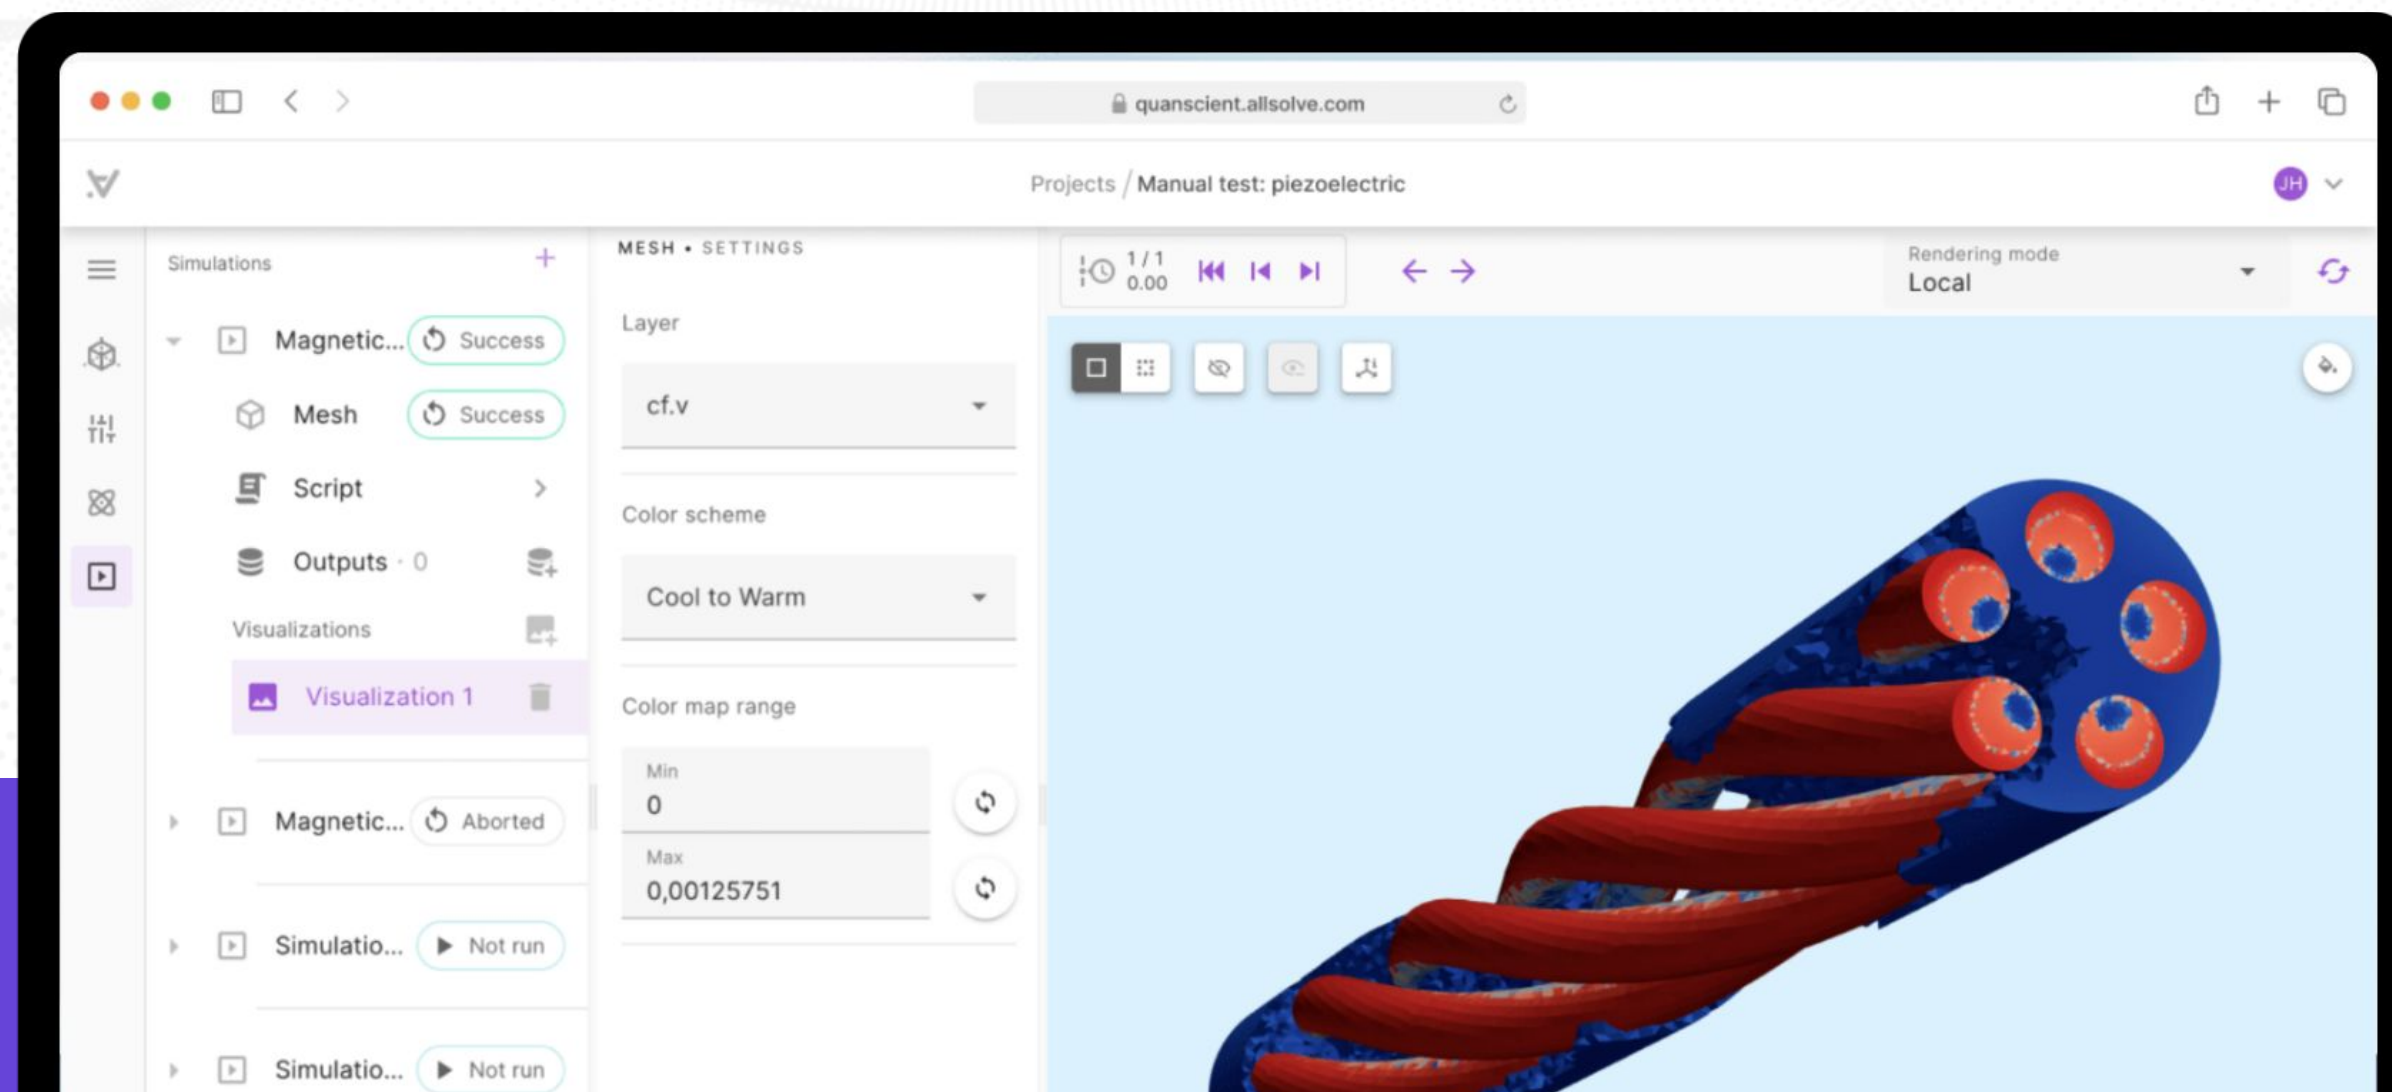 quanscient.allsolve.com
Projects / Manual test: piezoelectric
JH
Simulations
Magnetic... Success
Mesh Success
Script
Outputs · 0
Visualizations
Visualization 1
Magnetic... Aborted
Simulatio... Not run
Simulatio... Not run
MESH • SETTINGS
Layer
cf.v
Color scheme
Cool to Warm
Color map range
Min
0
Max
0,00125751
1 / 1
0.00
Rendering mode
Local